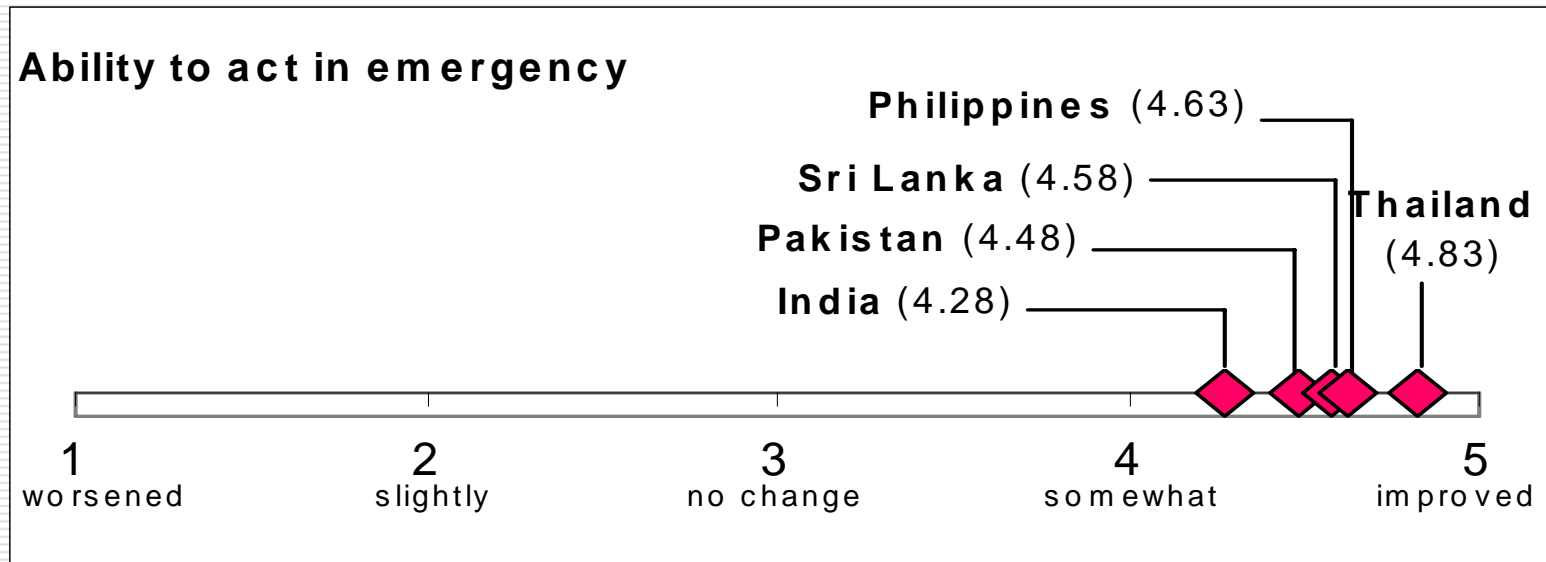 Ability to act in emergency
Philippines (4.63)
Sri Lanka (4.58)
Thailand
(4.83)
Pakistan (4.48)
India (4.28)
1 2 3 4 5
worsened slightly no change somewhat improved